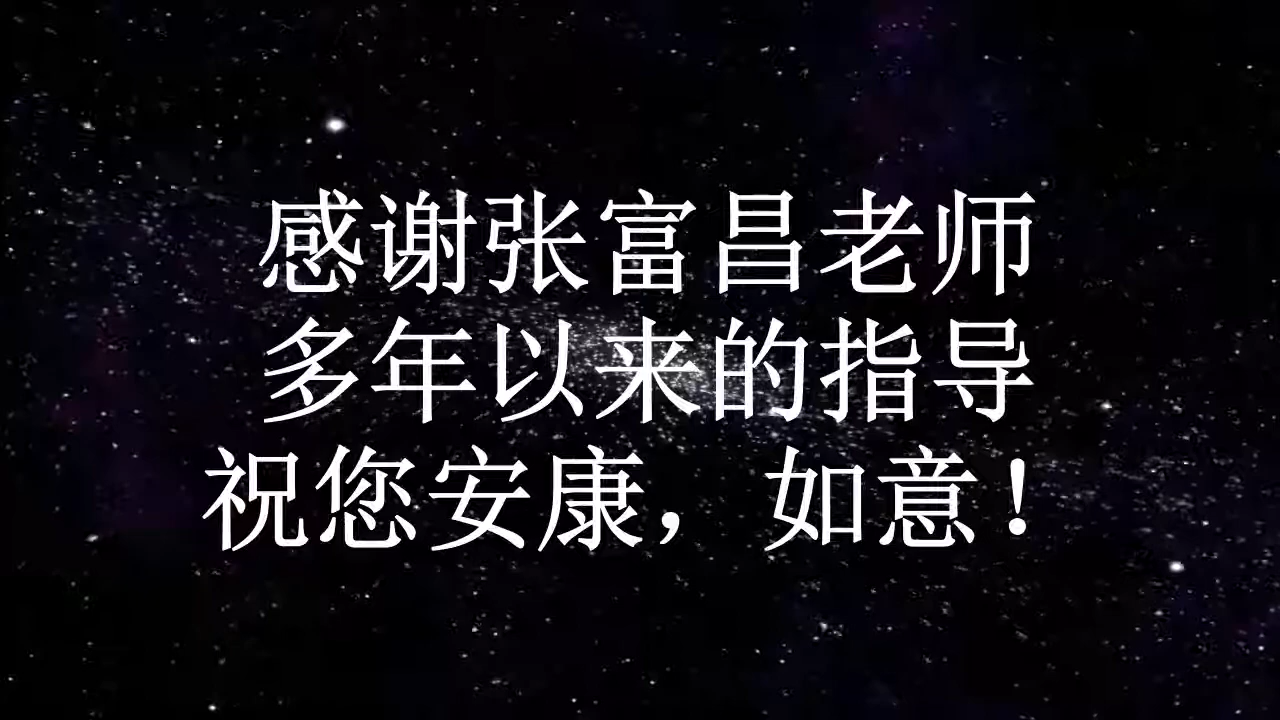 感谢张富昌老师
多年以来的指导
祝您安康，如意！